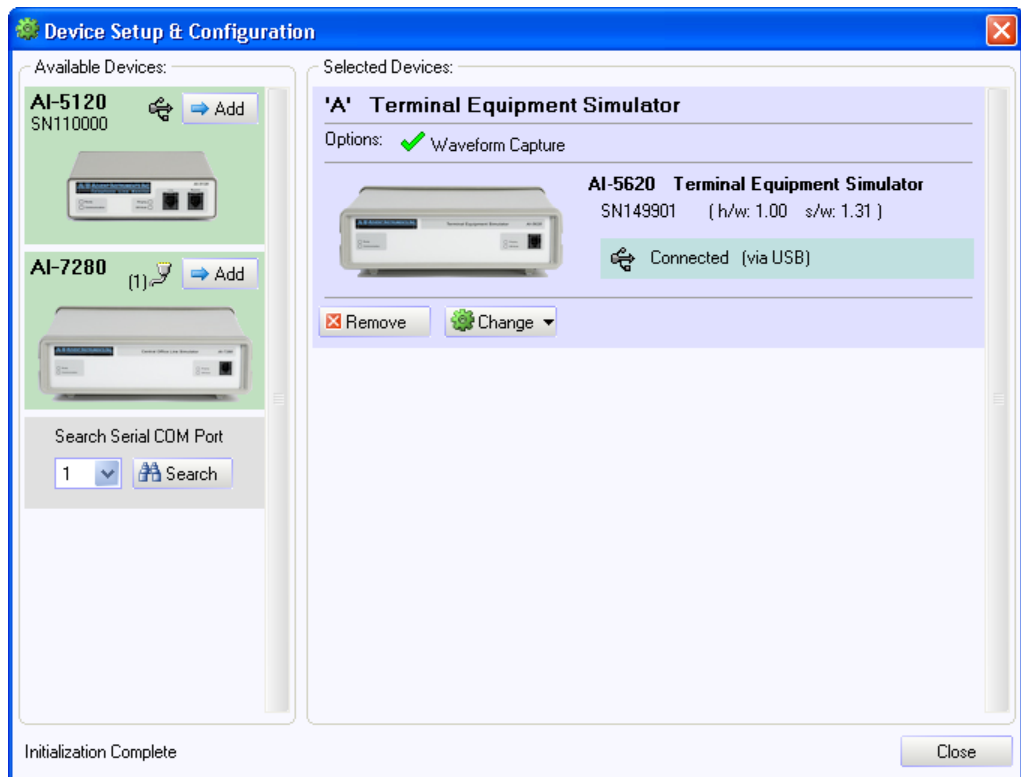 Device Setup & Configuration
Available Devices:
AI-5120
SN110000
Add
AI-7280
(1)
Add
Search Serial COM Port
1
Search
Selected Devices:
'A' Terminal Equipment Simulator
Options: Waveform Capture
AI-5620 Terminal Equipment Simulator
SN149901 ( h/w: 1.00 s/w: 1.31 )
Connected (via USB)
Remove
Change
Initialization Complete
Close